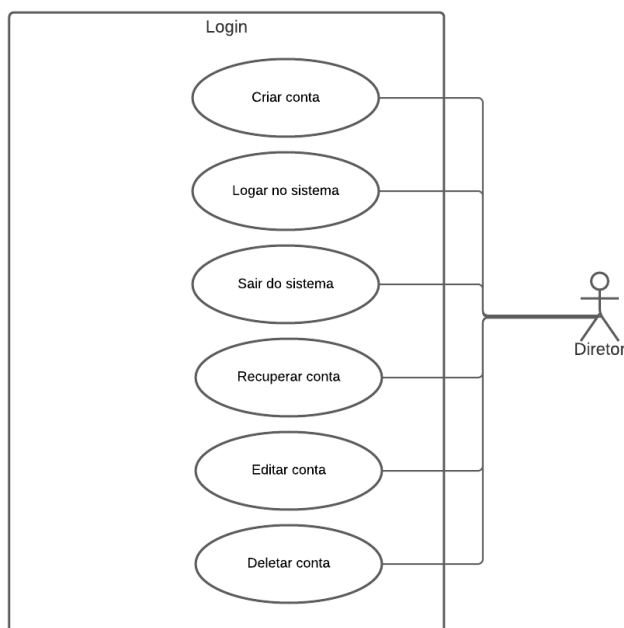 Login
Criar conta
Logar no sistema
Sair do sistema
Diretor
Recuperar conta
Editar conta
Deletar conta